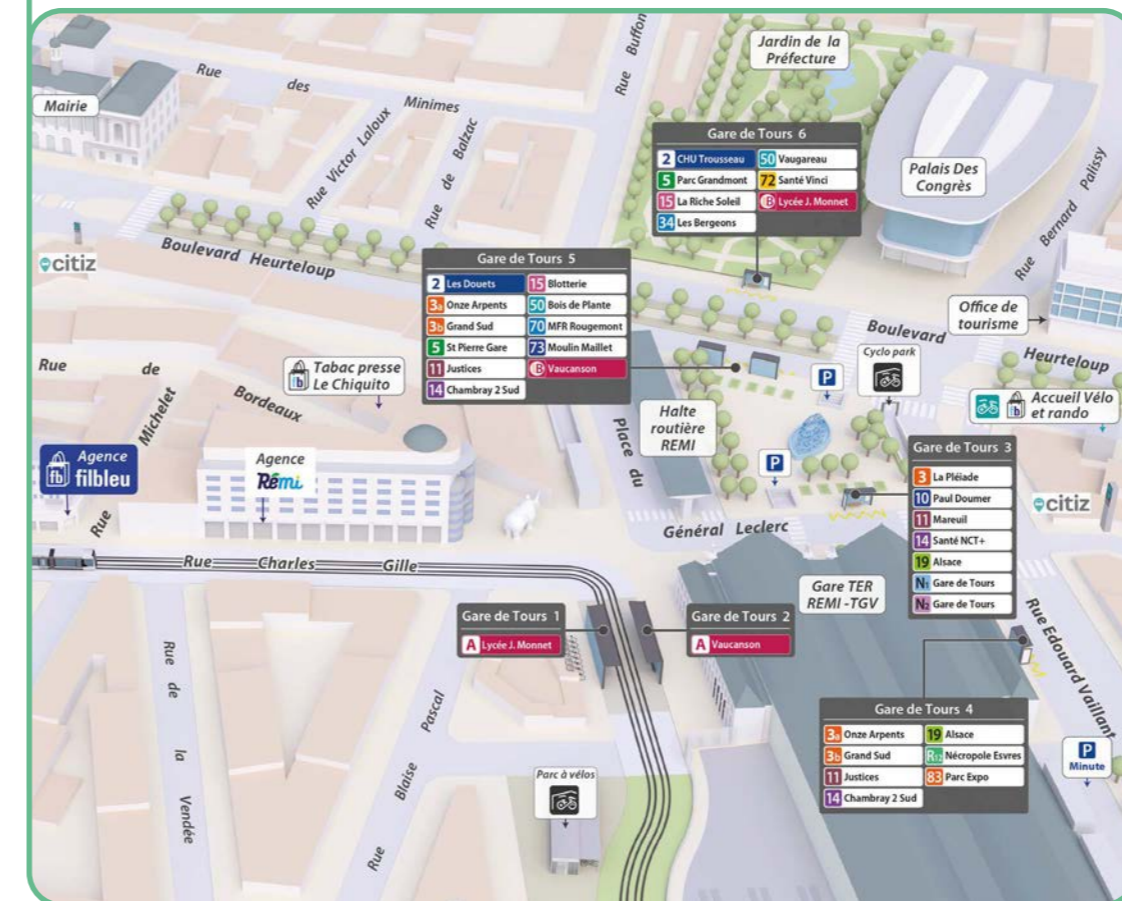 Mairie
Rue des Minimes
Rue Victor Laloux
Rue de Balzac
Rue Buffon
Jardin de la
Préfecture
Palais Des
Congrès
Rue Bernard Palissy
Gare de Tours 6
2 CHU Trousseau
5 Parc Grandmont
15 La Riche Soleil
34 Les Bergeons
50 Vaugareau
72 Santé Vinci
B Lycée J. Monnet
citiz
Boulevard Heurteloup
Gare de Tours 5
2 Les Douets
3a Onze Arpents
3b Grand Sud
5 St Pierre Gare
11 Justices
14 Chambray 2 Sud
15 Blotterie
50 Bois de Plante
70 MFR Rougemont
73 Moulin Maillet
B Vaucanson
Office de
tourisme
Boulevard Heurteloup
Cyclo park
P
fb Tabac presse
Le Chiquito
Rue de Bordeaux
Rue Michelet
fb Accueil Vélo
et rando
Halte
routière
REMI
Place du Général Leclerc
P
Gare de Tours 3
3 La Pléiade
10 Paul Doumer
11 Mareuil
14 Santé NCT+
19 Alsace
N1 Gare de Tours
N2 Gare de Tours
citiz
fb Agence
filbleu
Agence
Rémi
Rue Charles Gille
Gare TER
REMI -TGV
Gare de Tours 1
A Lycée J. Monnet
Gare de Tours 2
A Vaucanson
Rue Edouard Vaillant
Rue de la Vendée
Rue Blaise Pascal
Gare de Tours 4
3a Onze Arpents
3b Grand Sud
11 Justices
14 Chambray 2 Sud
19 Alsace
R12 Nécropole Esvres
83 Parc Expo
P
Minute
Parc à vélos